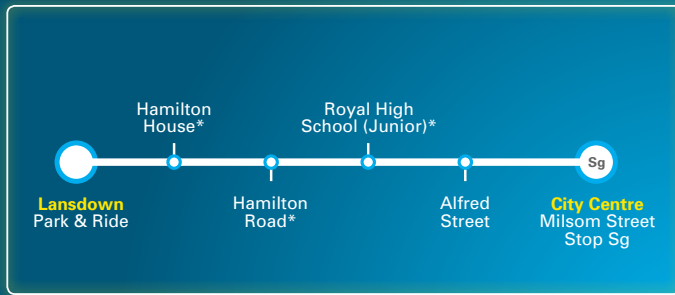 Hamilton
House*
Royal High
School (Junior)*
Sg
Lansdown
Park & Ride
Hamilton
Road*
Alfred
Street
City Centre
Milsom Street
Stop Sg